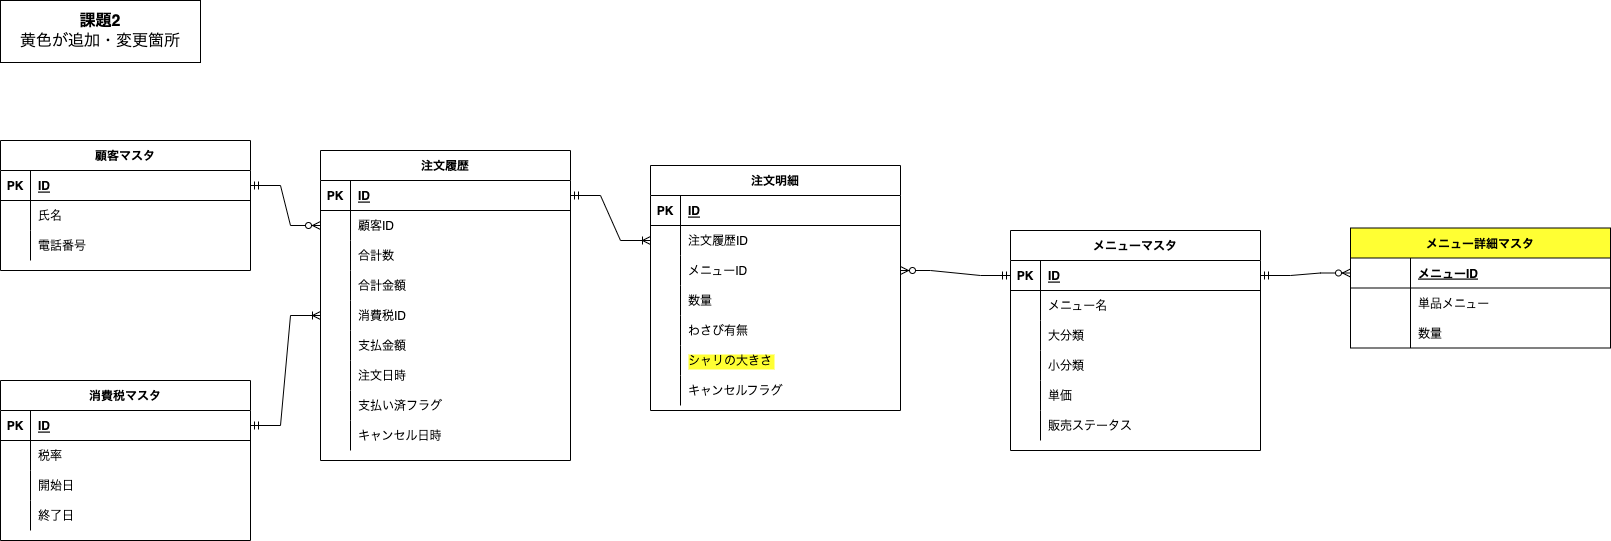 課題2
黄色が追加・変更箇所
顧客マスタ
PK ID
氏名
電話番号
消費税マスタ
PK ID
税率
開始日
終了日
注文履歴
PK ID
顧客ID
合計数
合計金額
消費税ID
支払金額
注文日時
支払い済フラグ
キャンセル日時
注文明細
PK ID
注文履歴ID
メニューID
数量
わさび有無
シャリの大きさ
キャンセルフラグ
メニューマスタ
PK ID
メニュー名
大分類
小分類
単価
販売ステータス
メニュー詳細マスタ
メニューID
単品メニュー
数量